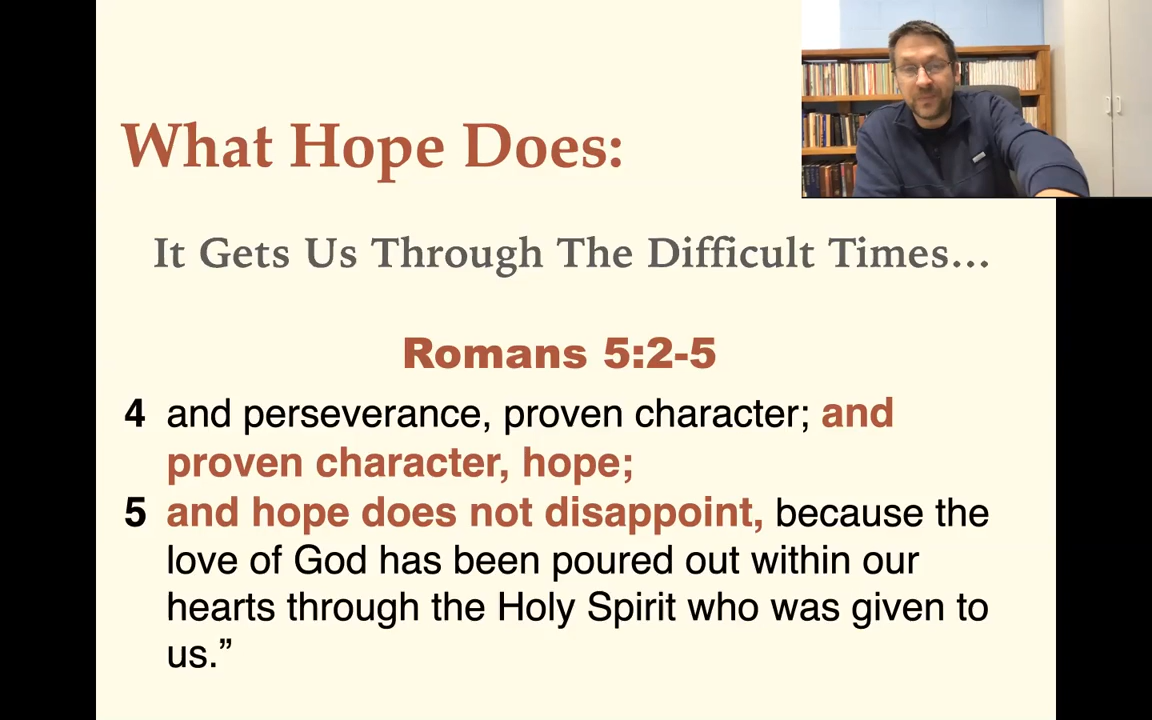 What Hope Does:
It Gets Us Through The Difficult Times...
Romans 5:2-5
4 and perseverance, proven character; and
proven character, hope;
5 and hope does not disappoint, because the
love of God has been poured out within our
hearts through the Holy Spirit who was given to
us.”